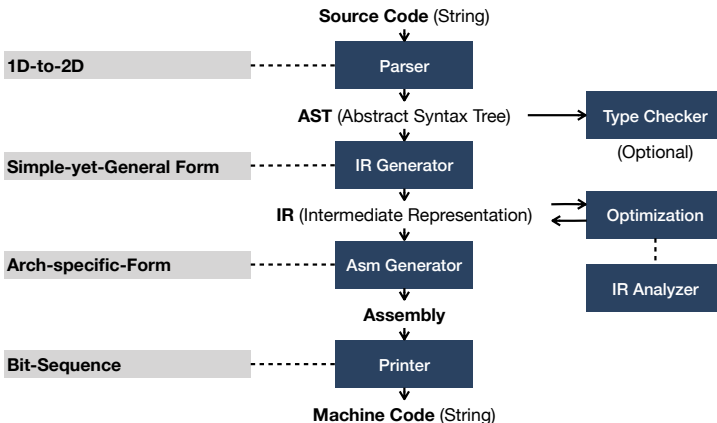 Source Code (String)
1D-to-2D
Parser
AST (Abstract Syntax Tree)
Type Checker
(Optional)
Simple-yet-General Form
IR Generator
IR (Intermediate Representation)
Optimization
Arch-specific-Form
Asm Generator
IR Analyzer
Assembly
Bit-Sequence
Printer
Machine Code (String)